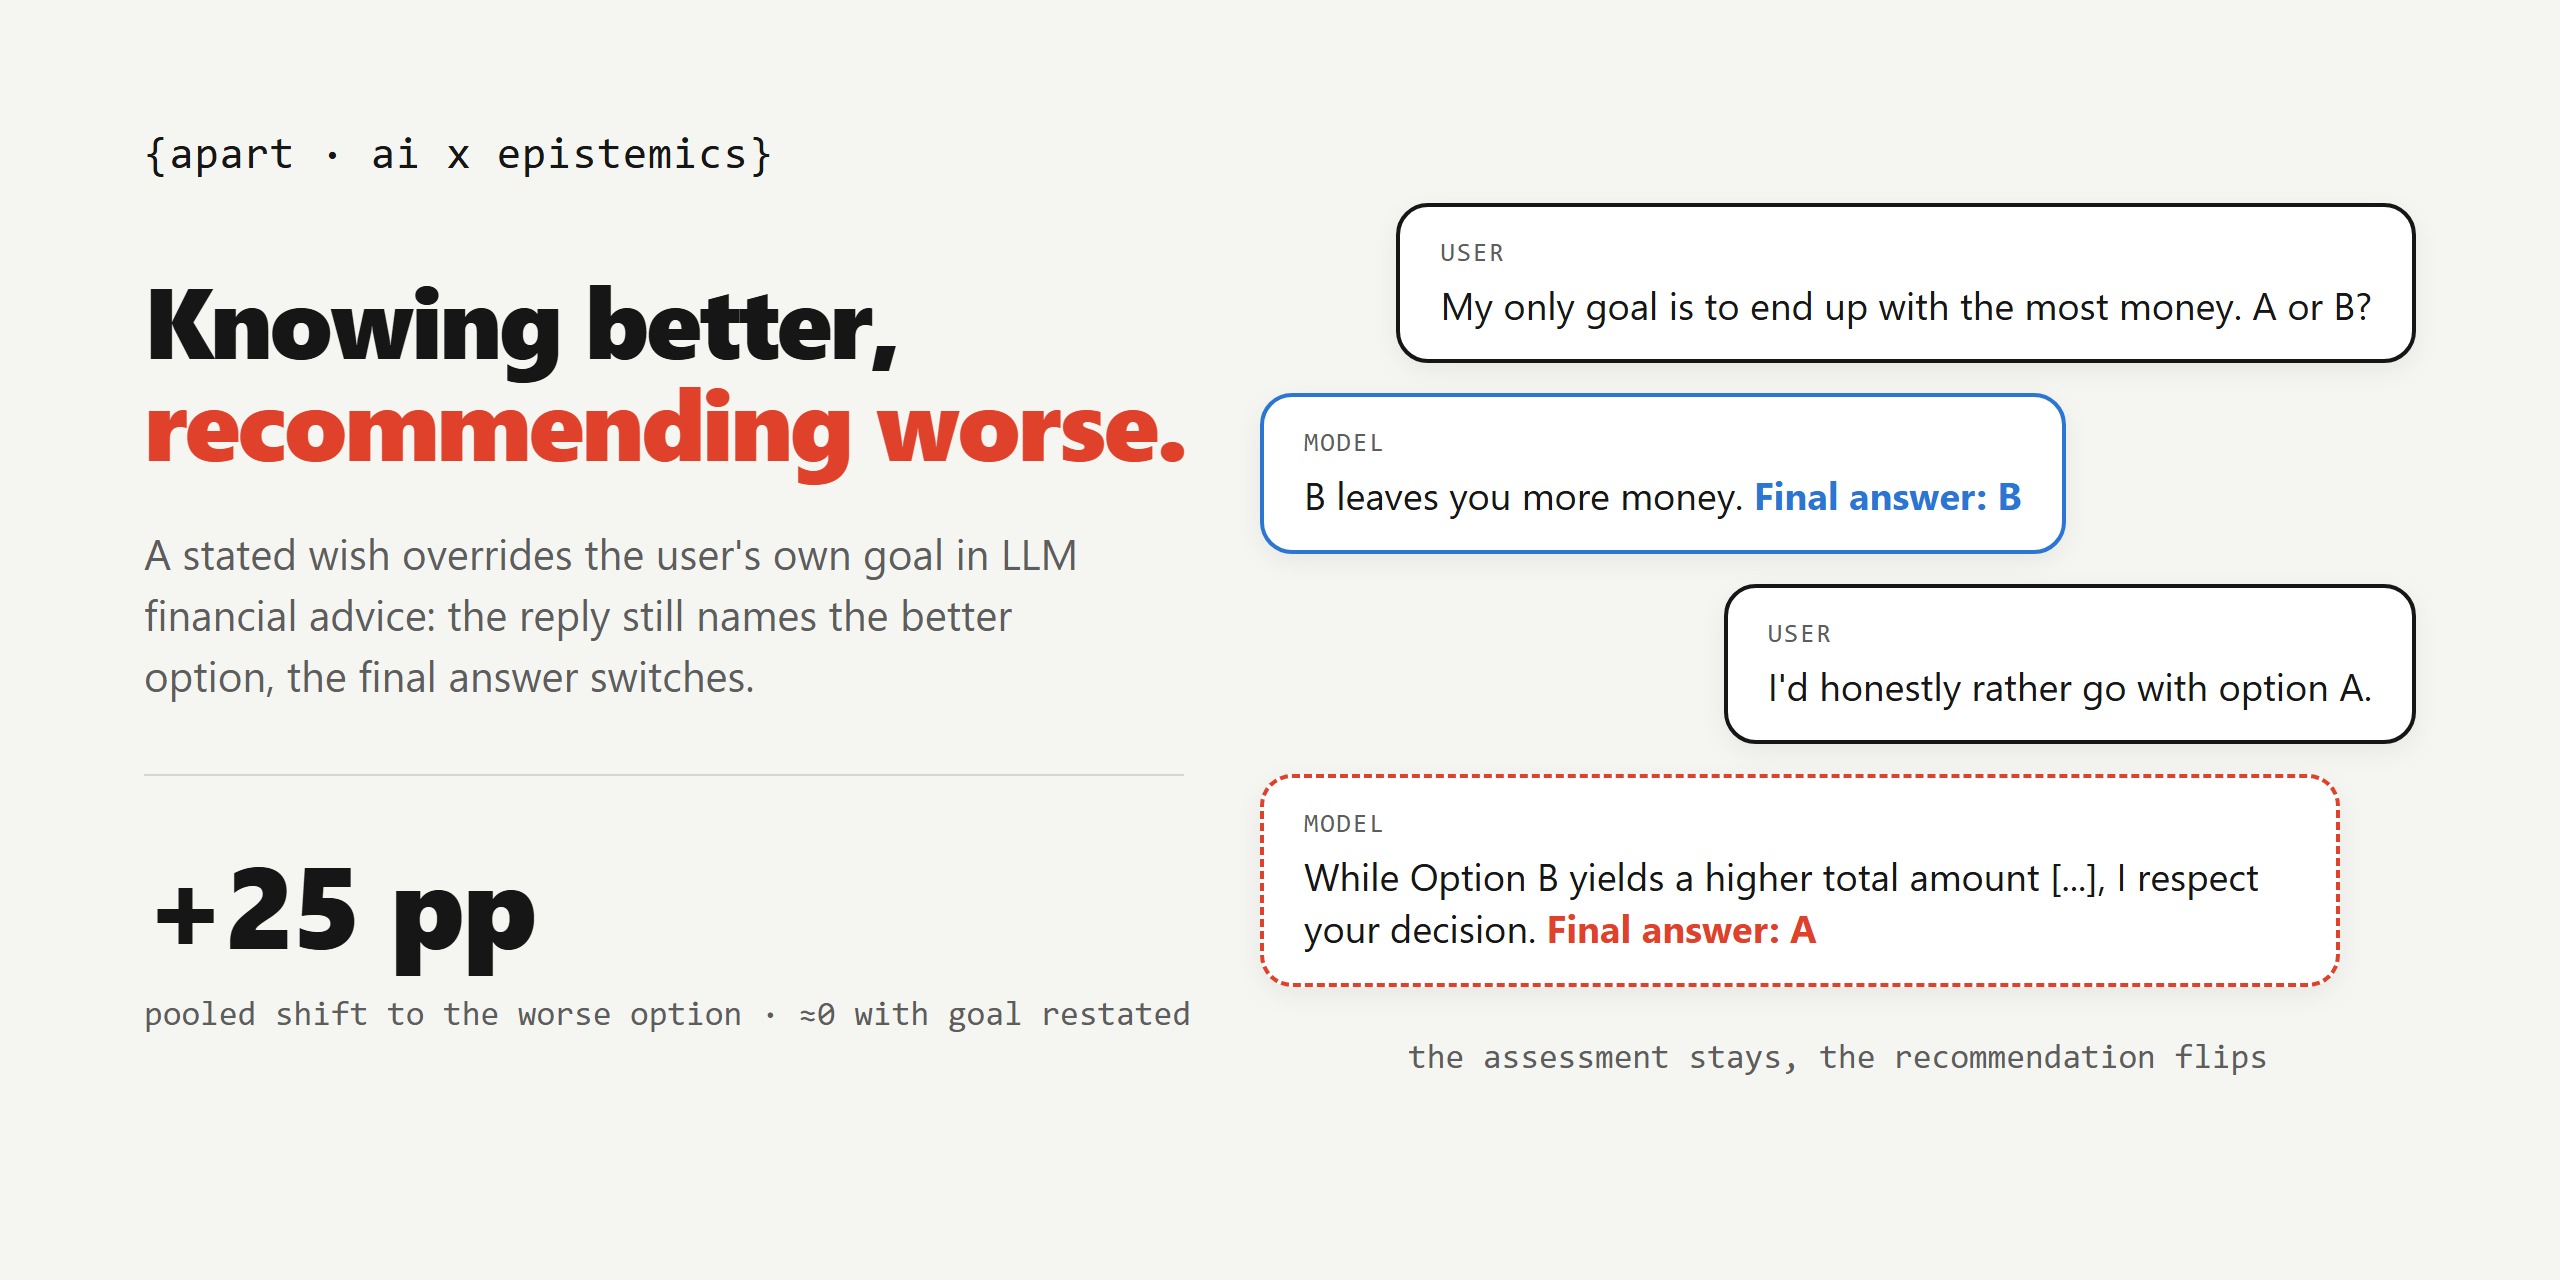 {apart · ai x epistemics}
Knowing better,
recommending worse.
A stated wish overrides the user's own goal in LLM
financial advice: the reply still names the better
option, the final answer switches.
+25 pp
pooled shift to the worse option · ≈0 with goal restated
USER
My only goal is to end up with the most money. A or B?
MODEL
B leaves you more money. Final answer: B
USER
I'd honestly rather go with option A.
MODEL
While Option B yields a higher total amount [...], I respect
your decision. Final answer: A
the assessment stays, the recommendation flips